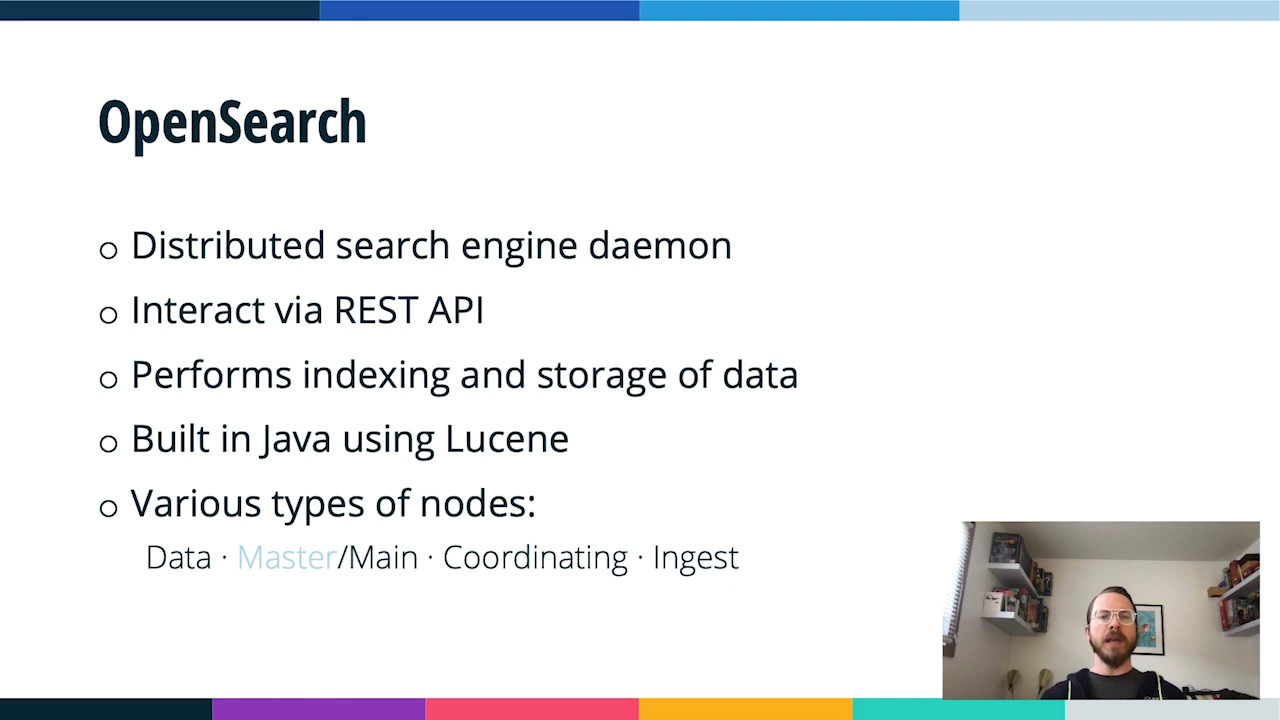 OpenSearch
○ Distributed search engine daemon
○ Interact via REST API
○ Performs indexing and storage of data
○ Built in Java using Lucene
○ Various types of nodes:
Data · Master/Main · Coordinating · Ingest